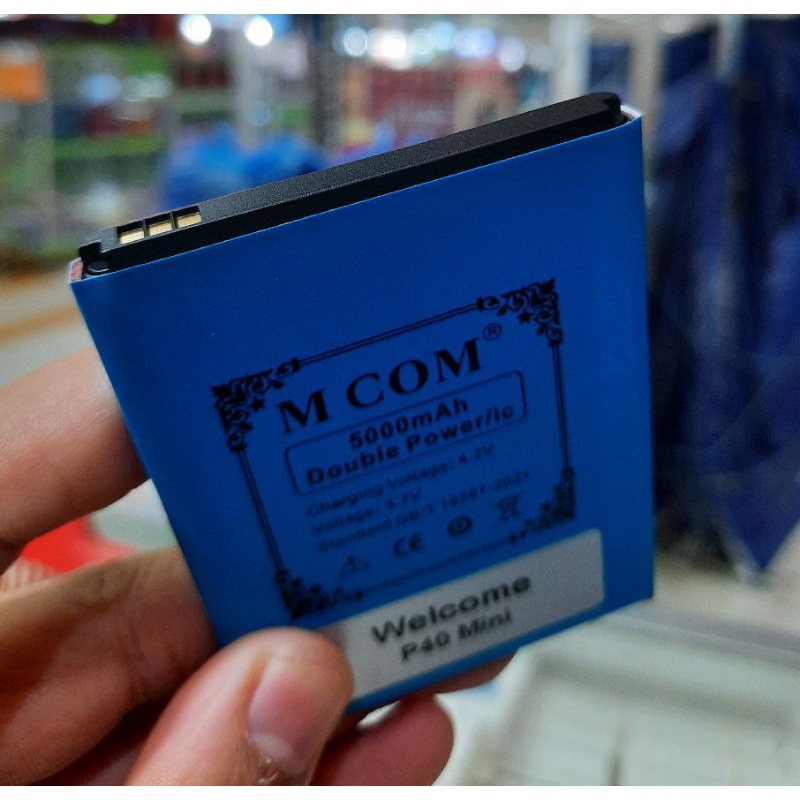 M COM®
5000mAh
Double Power/ic
Charging Voltage: 4.2V
Voltage: 3.7V
Standard GB/T 18287-2021
CE
Welcome
P40 Mini